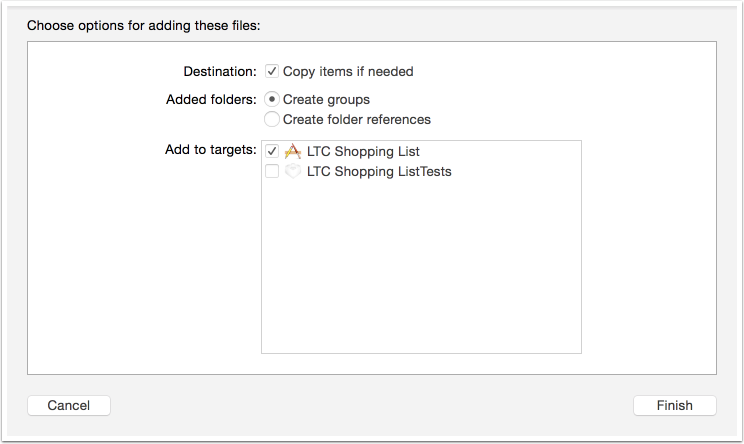 Choose options for adding these files:
Destination: Copy items if needed
Added folders: Create groups
Create folder references
Add to targets: LTC Shopping List
LTC Shopping ListTests
Cancel Finish